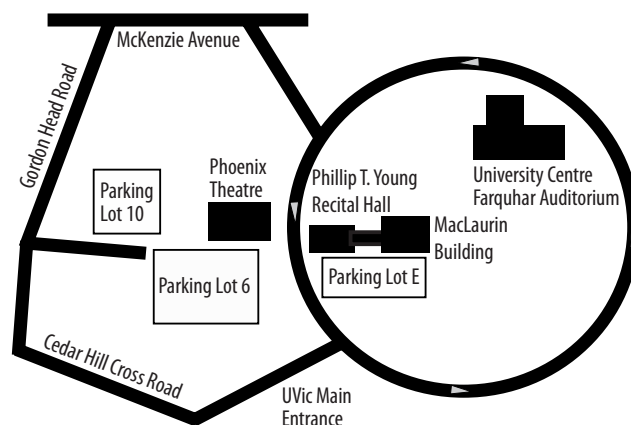 McKenzie Avenue
Gordon Head Road
Parking
Lot 10
Phoenix
Theatre
Phillip T. Young
Recital Hall
University Centre
Farquhar Auditorium
MacLaurin
Building
Parking Lot 6
Parking Lot E
Cedar Hill Cross Road
UVic Main
Entrance